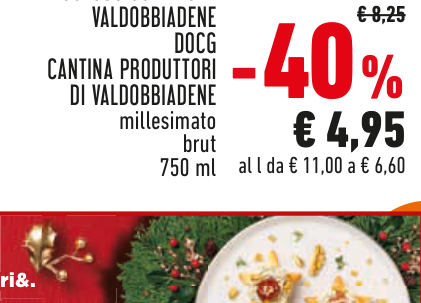 VALDOBBIADENE
DOCG
CANTINA PRODUTTORI
DI VALDOBBIADENE
millesimato
brut
750 ml
€ 8,25
-40%
€ 4,95
al l da € 11,00 a € 6,60
ri&.